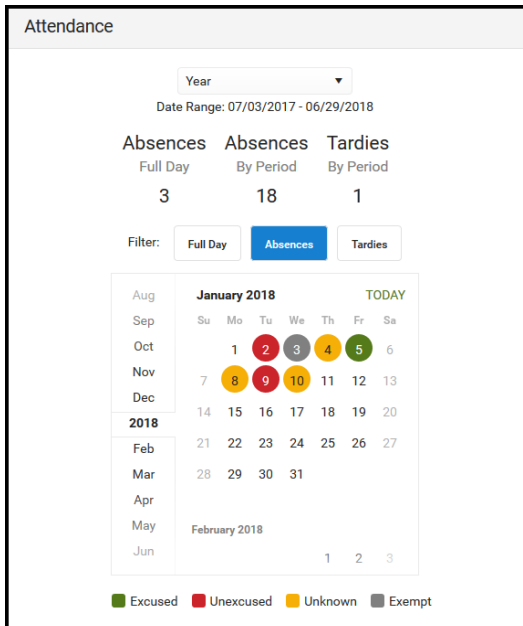 Attendance
Year
Date Range: 07/03/2017 - 06/29/2018
Absences Absences Tardies
Full Day By Period By Period
3 18 1
Filter: Full Day Absences Tardies
Aug January 2018 TODAY
Sep Su Mo Tu We Th Fr Sa
Oct 1 2 3 4 5 6
Nov 7 8 9 10 11 12 13
Dec
2018 14 15 16 17 18 19 20
Feb 21 22 23 24 25 26 27
Mar 28 29 30 31
Apr
May February 2018
Jun 1 2 3
Excused Unexcused Unknown Exempt